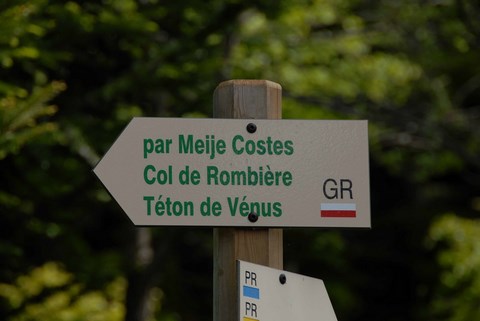 par Meije Costes
Col de Rombière
Téton de Vénus
GR
PR
PR